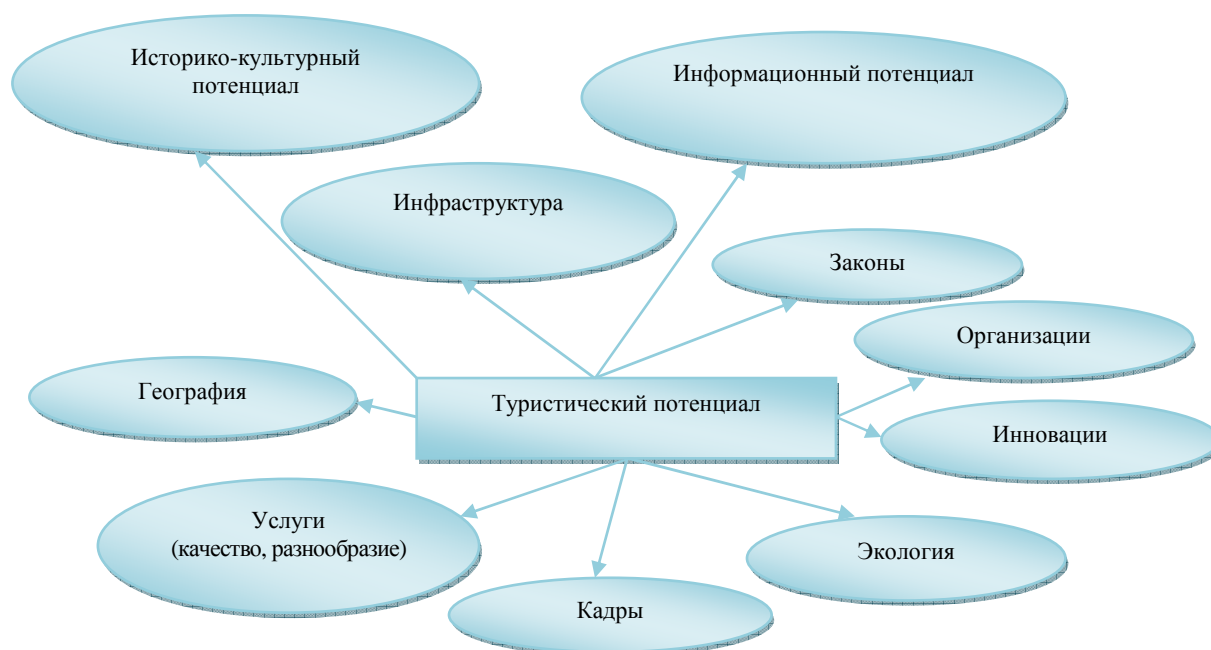 Историко-культурный
потенциал
Информационный потенциал
Инфраструктура
Законы
Организации
География
Туристический потенциал
Инновации
Услуги
(качество, разнообразие)
Экология
Кадры